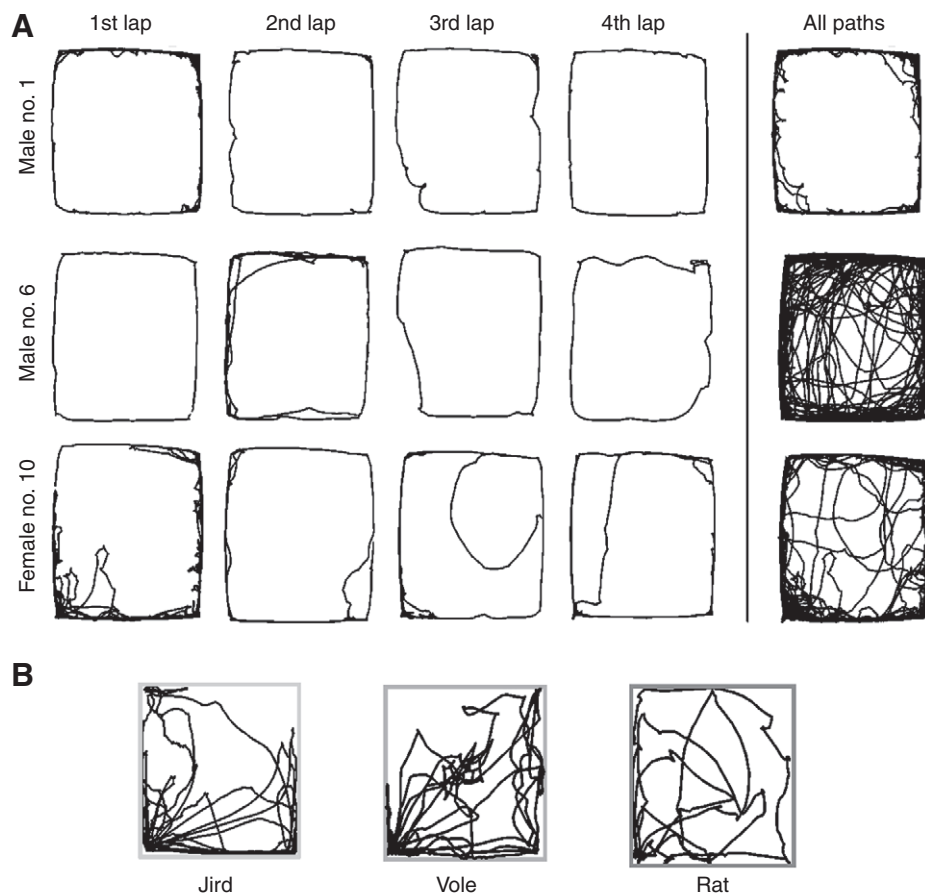 A
1st lap 2nd lap 3rd lap 4th lap All paths
Male no. 1
Male no. 6
Female no. 10
B
Jird Vole Rat